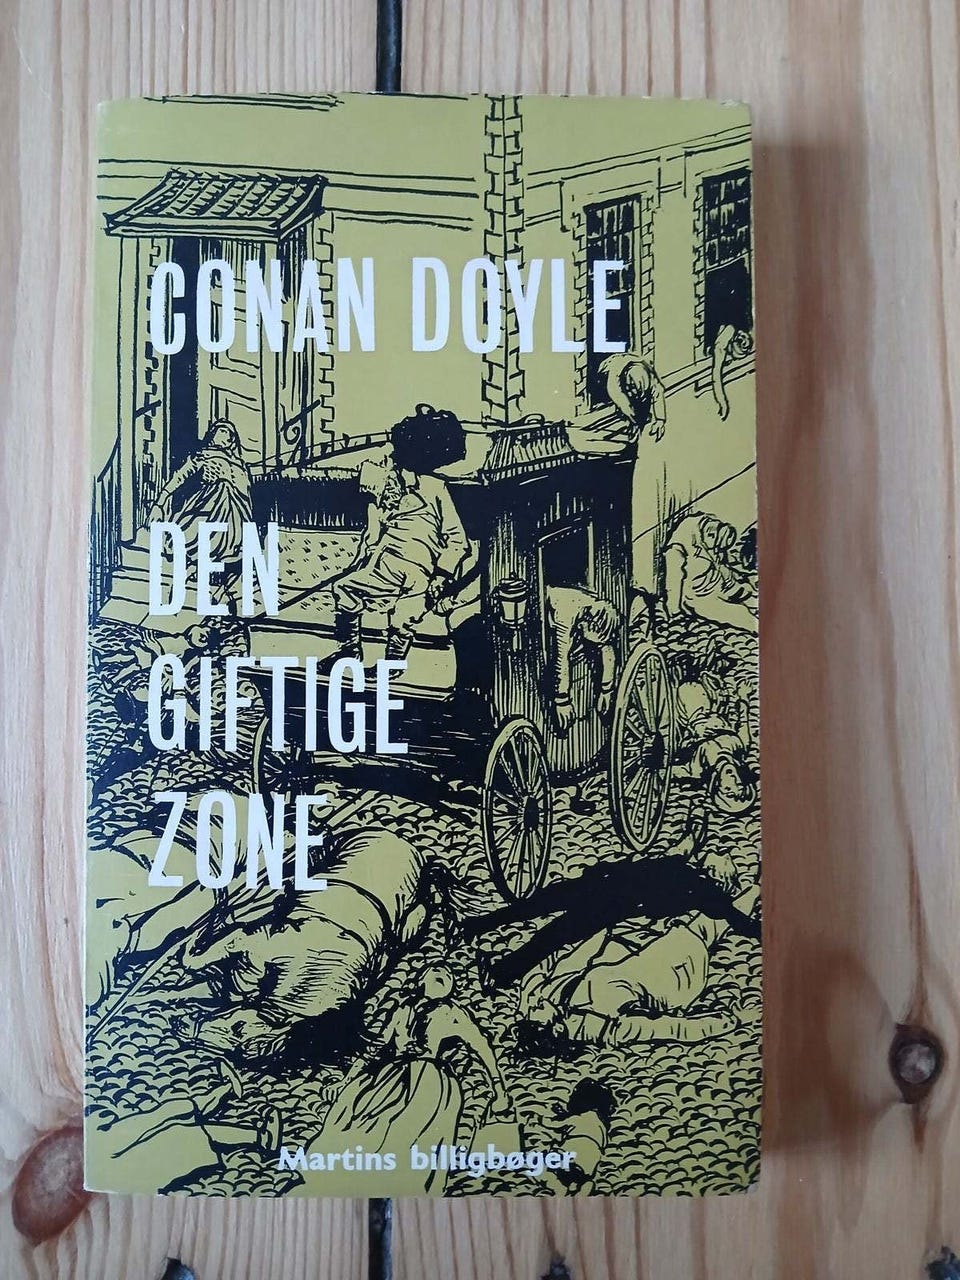 CONAN DOYLE
DEN
GIFTIGE
ZONE
Martins billigbøger